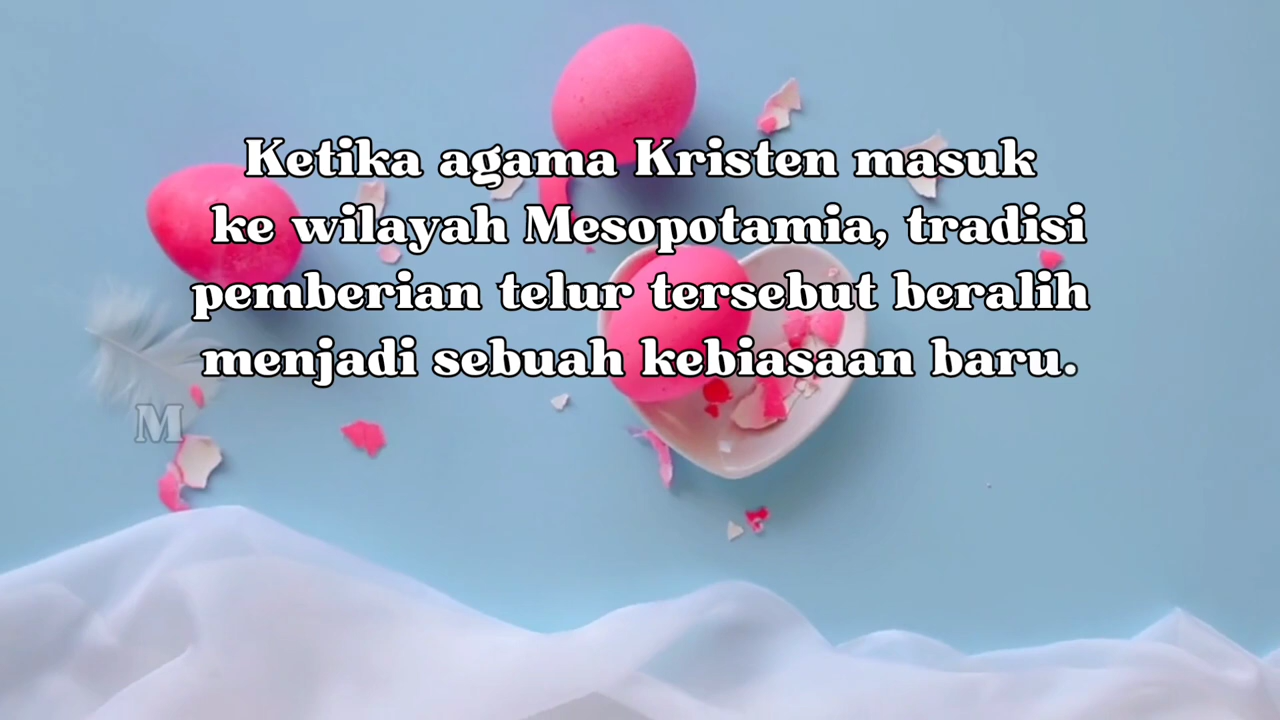 Ketika agama Kristen masuk
ke wilayah Mesopotamia, tradisi
pemberian telur tersebut beralih
menjadi sebuah kebiasaan baru.
M